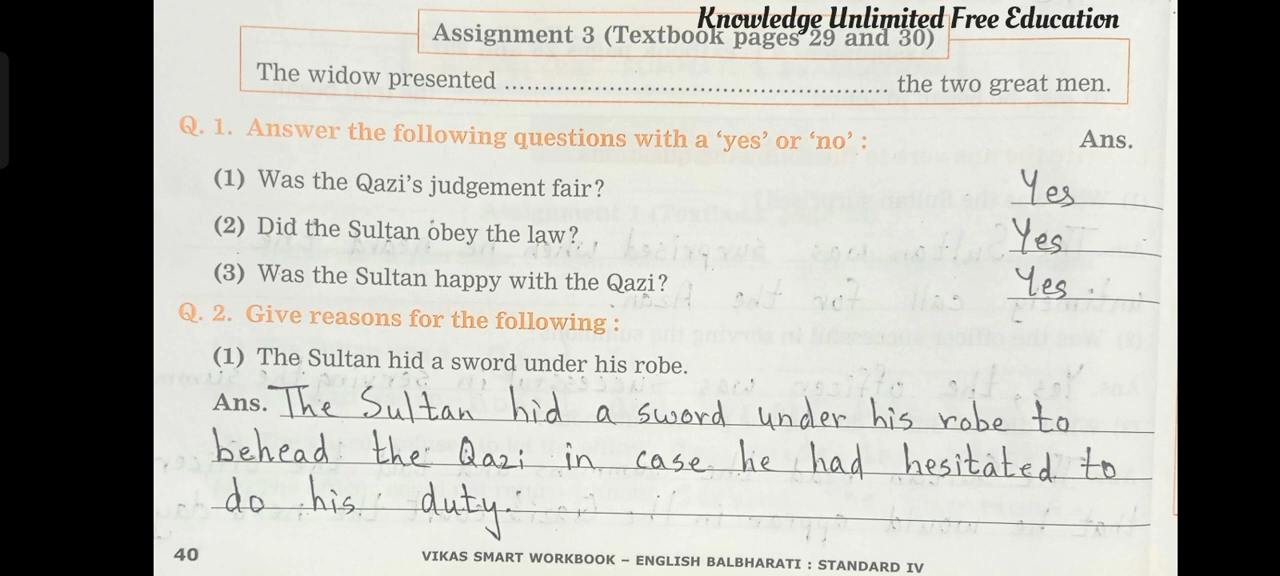 Knowledge Unlimited Free Education
Assignment 3 (Textbook pages 29 and 30)
The widow presented ................................................... the two great men.
Q. 1. Answer the following questions with a ‘yes’ or ‘no’ : Ans.
(1) Was the Qazi’s judgement fair? Yes
(2) Did the Sultan obey the law? Yes
(3) Was the Sultan happy with the Qazi? Yes
Q. 2. Give reasons for the following :
(1) The Sultan hid a sword under his robe.
Ans. The Sultan hid a sword under his robe to
behead the Qazi in case he had hesitated to
do his duty.
40 VIKAS SMART WORKBOOK – ENGLISH BALBHARATI : STANDARD IV